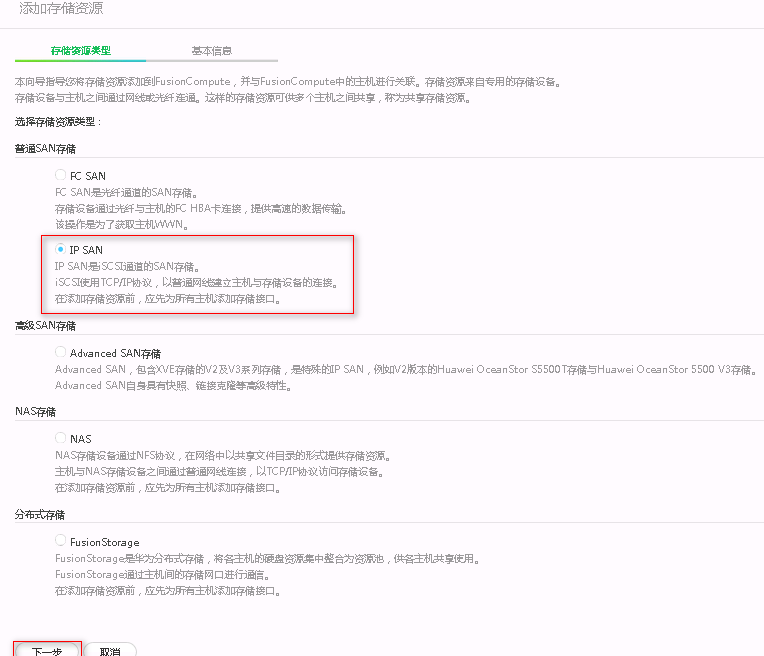 添加存储资源
存储资源类型 基本信息
本向导指导您将存储资源添加到FusionCompute，并与FusionCompute中的主机进行关联。存储资源来自专用的存储设备。
存储设备与主机之间通过网线或光纤连通。这样的存储资源可供多个主机之间共享，称为共享存储资源。
选择存储资源类型：
普通SAN存储
FC SAN
FC SAN是光纤通道的SAN存储。
存储设备通过光纤与主机的FC HBA卡连接，提供高速的数据传输。
该操作是为了获取主机WWN。
IP SAN
IP SAN是iSCSI通道的SAN存储。
iSCSI使用TCP/IP协议，以普通网线建立主机与存储设备的连接。
在添加存储资源前，应先为所有主机添加存储接口。
高级SAN存储
Advanced SAN存储
Advanced SAN，包含XVE存储的V2及V3系列存储，是特殊的IP SAN，例如V2版本的Huawei OceanStor S5500T存储与Huawei OceanStor 5500 V3存储。
Advanced SAN自身具有快照、链接克隆等高级特性。
NAS存储
NAS
NAS存储设备通过NFS协议，在网络中以共享文件目录的形式提供存储资源。
主机与NAS存储设备之间通过普通网线连接，以TCP/IP协议访问存储设备。
在添加存储资源前，应先为所有主机添加存储接口。
分布式存储
FusionStorage
FusionStorage是华为分布式存储，将各主机的硬盘资源集中整合为资源池，供各主机共享使用。
FusionStorage通过主机间的存储网口进行通信。
在添加存储资源前，应先为所有主机添加存储接口。
下一步 取消